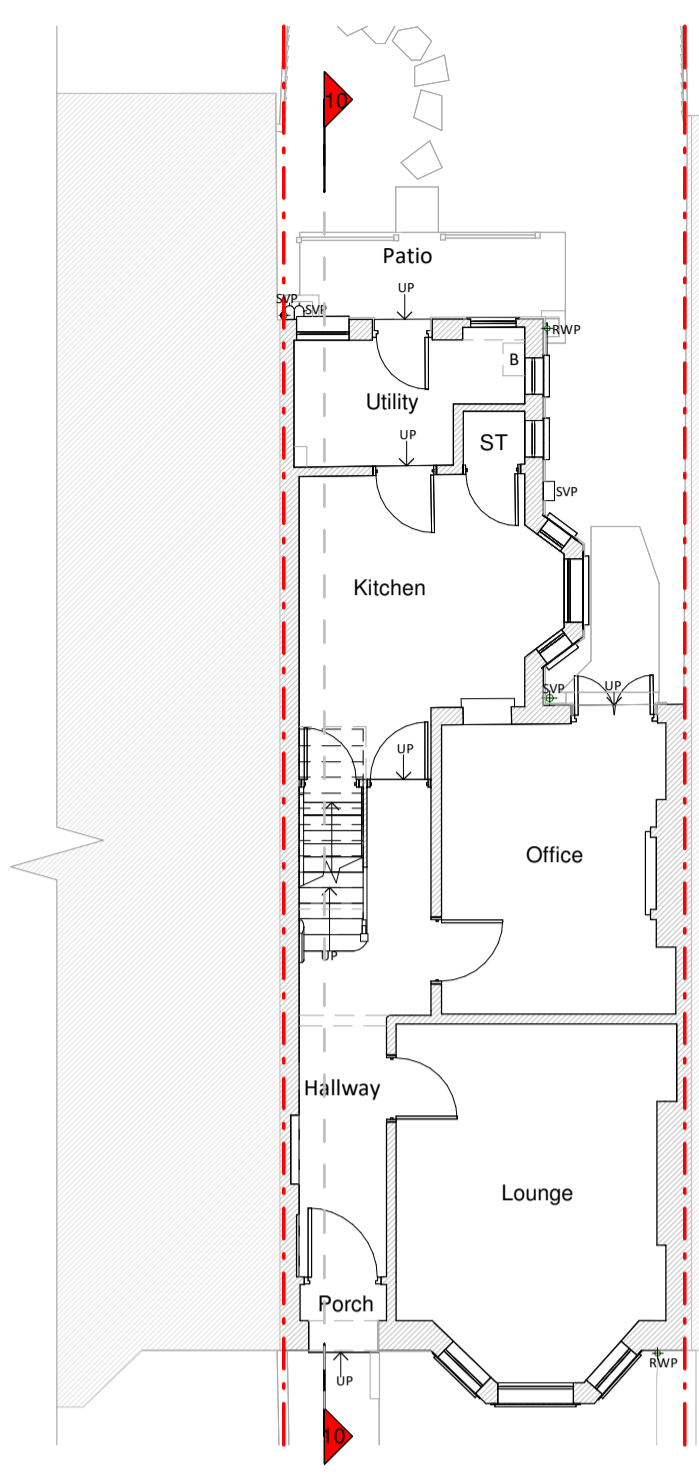 10
Patio
UP
SVP
SVP
RWP
B
Utility
UP
ST
SVP
Kitchen
SVP
UP
UP
Office
UP
Hallway
Lounge
Porch
UP
RWP
10